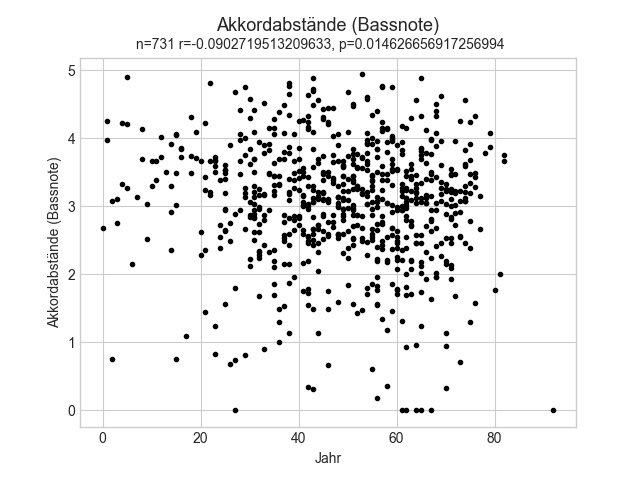 Akkordabstände (Bassnote)
n=731 r=-0.0902719513209633, p=0.014626656917256994
5
4
3
2
1
0
Akkordabstände (Bassnote)
0 20 40 60 80
Jahr